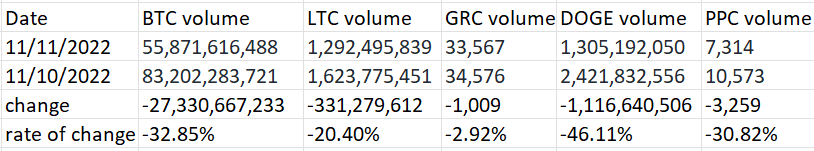 Date BTC volume LTC volume GRC volume DOGE volume PPC volume
11/11/2022 55,871,616,488 1,292,495,839 33,567 1,305,192,050 7,314
11/10/2022 83,202,283,721 1,623,775,451 34,576 2,421,832,556 10,573
change -27,330,667,233 -331,279,612 -1,009 -1,116,640,506 -3,259
rate of change -32.85% -20.40% -2.92% -46.11% -30.82%